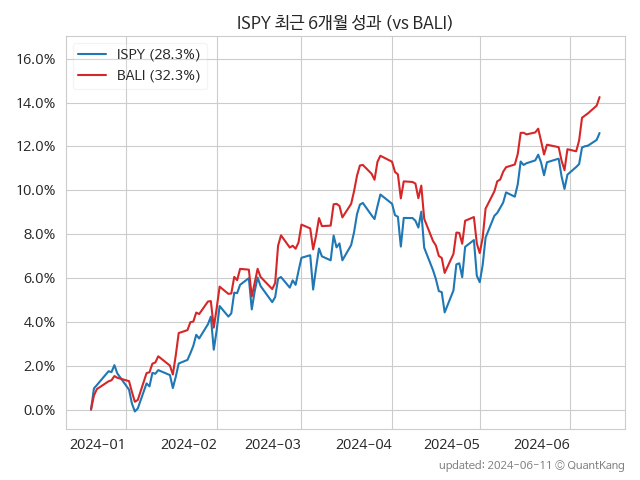 ISPY 최근 6개월 성과 (vs BALI)
ISPY (28.3%)
BALI (32.3%)
16.0%
14.0%
12.0%
10.0%
8.0%
6.0%
4.0%
2.0%
0.0%
2024-01 2024-02 2024-03 2024-04 2024-05 2024-06
updated: 2024-06-11 © QuantKang